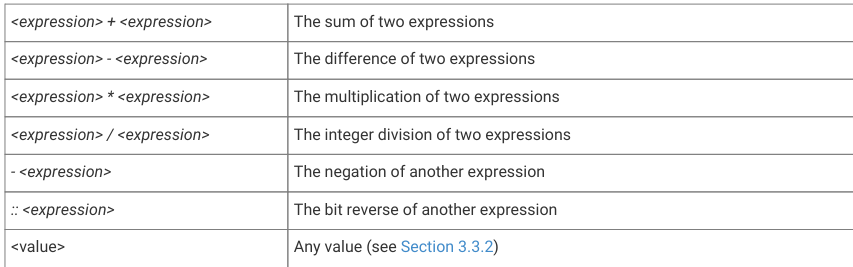 <expression> + <expression> The sum of two expressions
<expression> - <expression> The difference of two expressions
<expression> * <expression> The multiplication of two expressions
<expression> / <expression> The integer division of two expressions
- <expression> The negation of another expression
:: <expression> The bit reverse of another expression
<value> Any value (see Section 3.3.2)